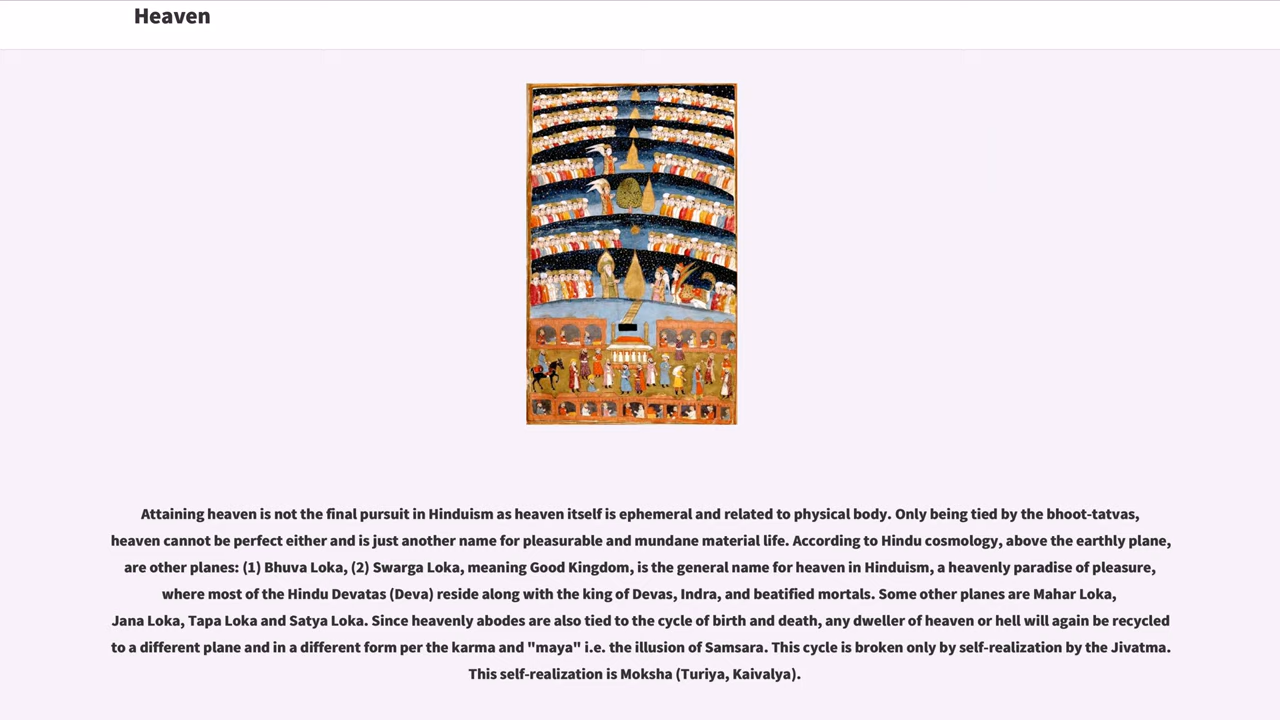 Heaven
Attaining heaven is not the final pursuit in Hinduism as heaven itself is ephemeral and related to physical body. Only being tied by the bhoot-tatvas,
heaven cannot be perfect either and is just another name for pleasurable and mundane material life. According to Hindu cosmology, above the earthly plane,
are other planes: (1) Bhuva Loka, (2) Swarga Loka, meaning Good Kingdom, is the general name for heaven in Hinduism, a heavenly paradise of pleasure,
where most of the Hindu Devatas (Deva) reside along with the king of Devas, Indra, and beatified mortals. Some other planes are Mahar Loka,
Jana Loka, Tapa Loka and Satya Loka. Since heavenly abodes are also tied to the cycle of birth and death, any dweller of heaven or hell will again be recycled
to a different plane and in a different form per the karma and "maya" i.e. the illusion of Samsara. This cycle is broken only by self-realization by the Jivatma.
This self-realization is Moksha (Turiya, Kaivalya).